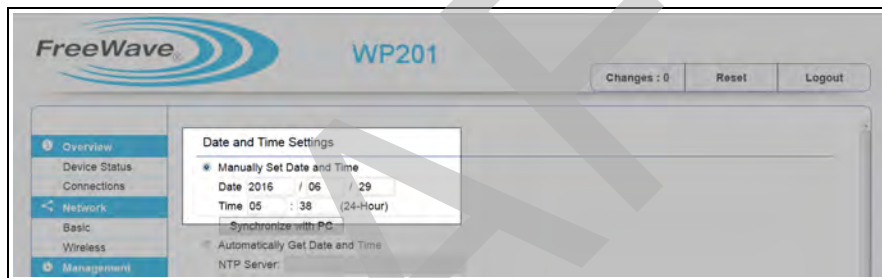 FreeWave®
WP201
Changes : 0
Reset
Logout
Overview
Device Status
Connections
Network
Basic
Wireless
Management
Date and Time Settings
Manually Set Date and Time
Date 2016 / 06 / 29
Time 05 : 38 (24-Hour)
Synchronize with PC
Automatically Get Date and Time
NTP Server: